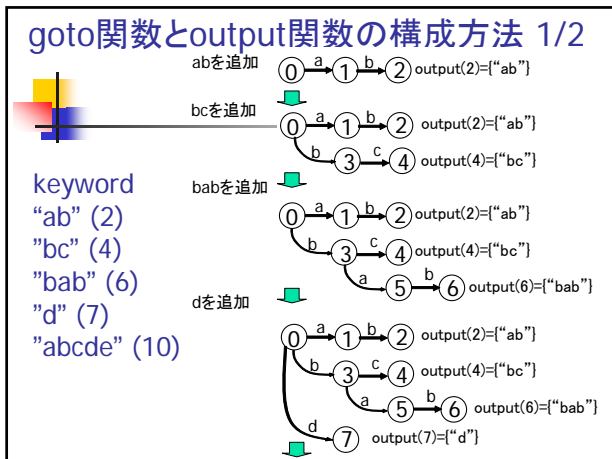 goto関数とoutput関数の構成方法 1/2
abを追加
0 a 1 b 2 output(2)={“ab”}
bcを追加
0 a 1 b 2 output(2)={“ab”}
b 3 c 4 output(4)={“bc”}
keyword
“ab” (2)
”bc” (4)
”bab” (6)
”d” (7)
”abcde” (10)
babを追加
0 a 1 b 2 output(2)={“ab”}
b 3 c 4 output(4)={“bc”}
a 5 b 6 output(6)={“bab”}
dを追加
0 a 1 b 2 output(2)={“ab”}
b 3 c 4 output(4)={“bc”}
a 5 b 6 output(6)={“bab”}
d 7 output(7)={“d”}